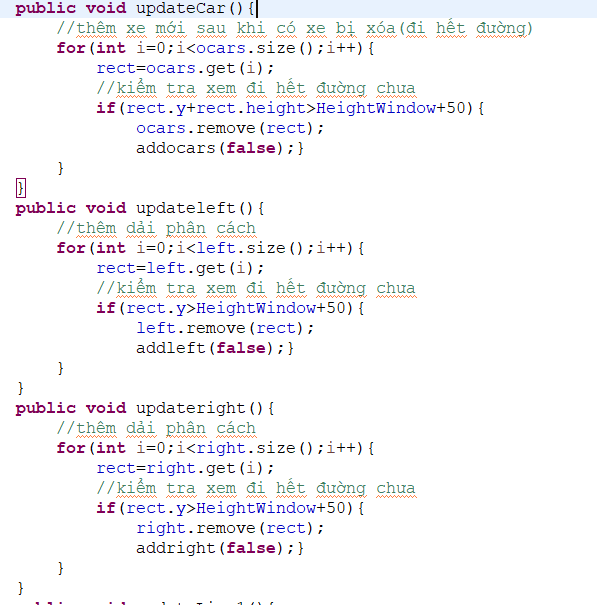 public void updateCar(){
//thêm xe mới sau khi có xe bị xóa(đi hết đường)
for(int i=0;i<ocars.size();i++){
rect=ocars.get(i);
//kiểm tra xem đi hết đường chưa
if(rect.y+rect.height>HeightWindow+50){
ocars.remove(rect);
addocars(false);}
}
}
public void updateleft(){
//thêm dải phân cách
for(int i=0;i<left.size();i++){
rect=left.get(i);
//kiểm tra xem đi hết đường chưa
if(rect.y>HeightWindow+50){
left.remove(rect);
addleft(false);}
}
}
public void updateright(){
//thêm dải phân cách
for(int i=0;i<right.size();i++){
rect=right.get(i);
//kiểm tra xem đi hết đường chưa
if(rect.y>HeightWindow+50){
right.remove(rect);
addright(false);}
}
}